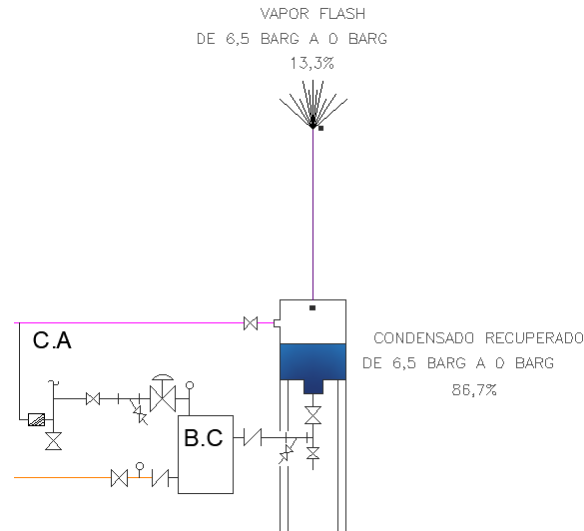 VAPOR FLASH
DE 6,5 BARG A 0 BARG
13,3%
C.A
CONDENSADO RECUPERADO
DE 6,5 BARG A 0 BARG
86,7%
B.C